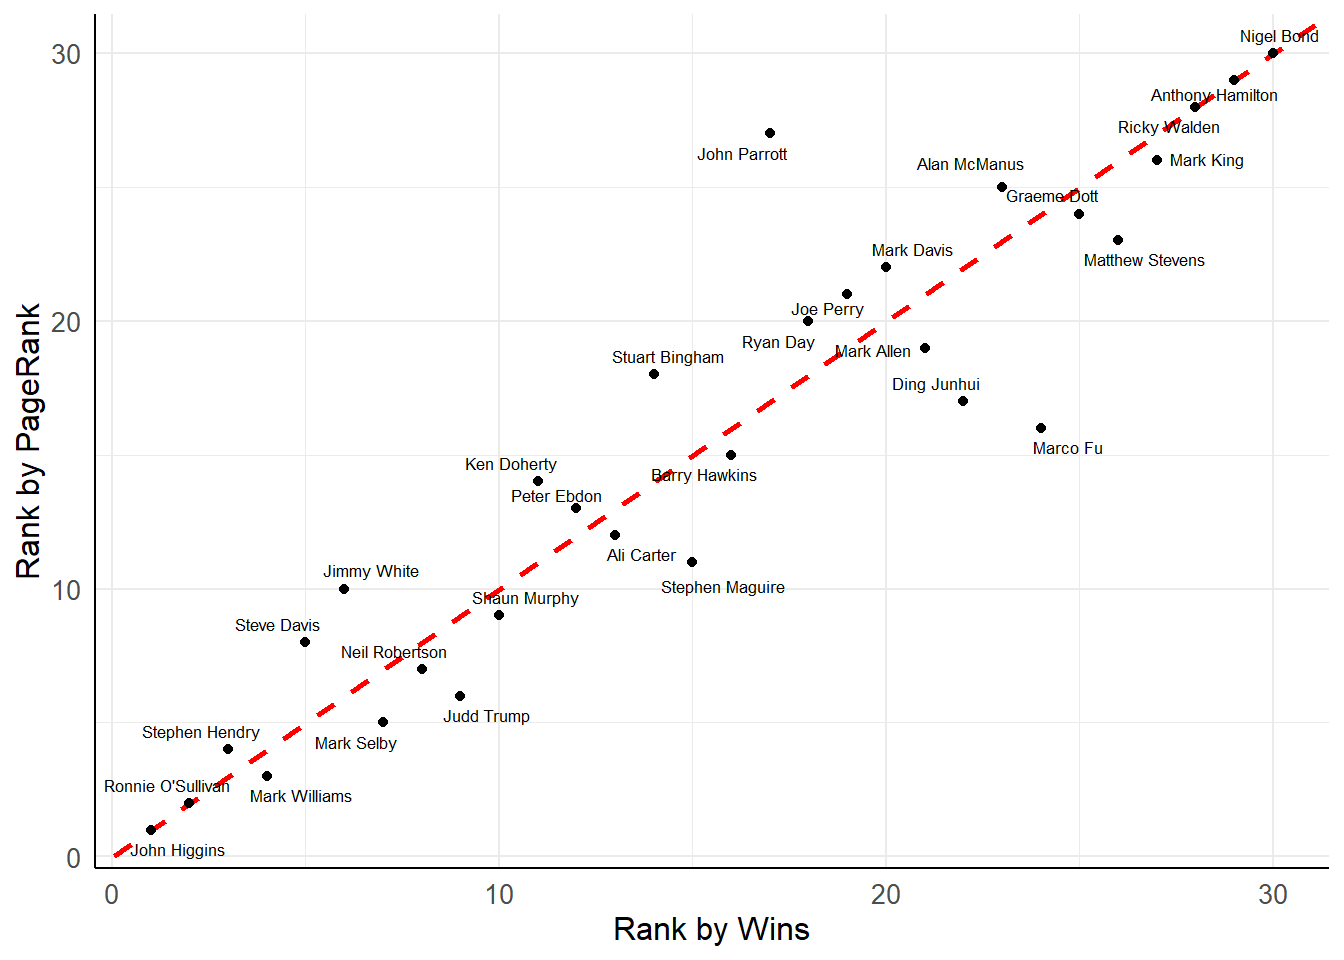 Nigel Bond
30
Anthony Hamilton
Ricky Walden
John Parrott
Mark King
Alan McManus
Graeme Dott
Mark Davis
Matthew Stevens
Joe Perry
20
Ryan Day
Mark Allen
Stuart Bingham
Ding Junhui
Marco Fu
Ken Doherty
Barry Hawkins
Peter Ebdon
Ali Carter
Stephen Maguire
Jimmy White
10
Shaun Murphy
Steve Davis
Neil Robertson
Judd Trump
Stephen Hendry
Mark Selby
Ronnie O'Sullivan
Mark Williams
John Higgins
0
Rank by PageRank
0 10 20 30
Rank by Wins